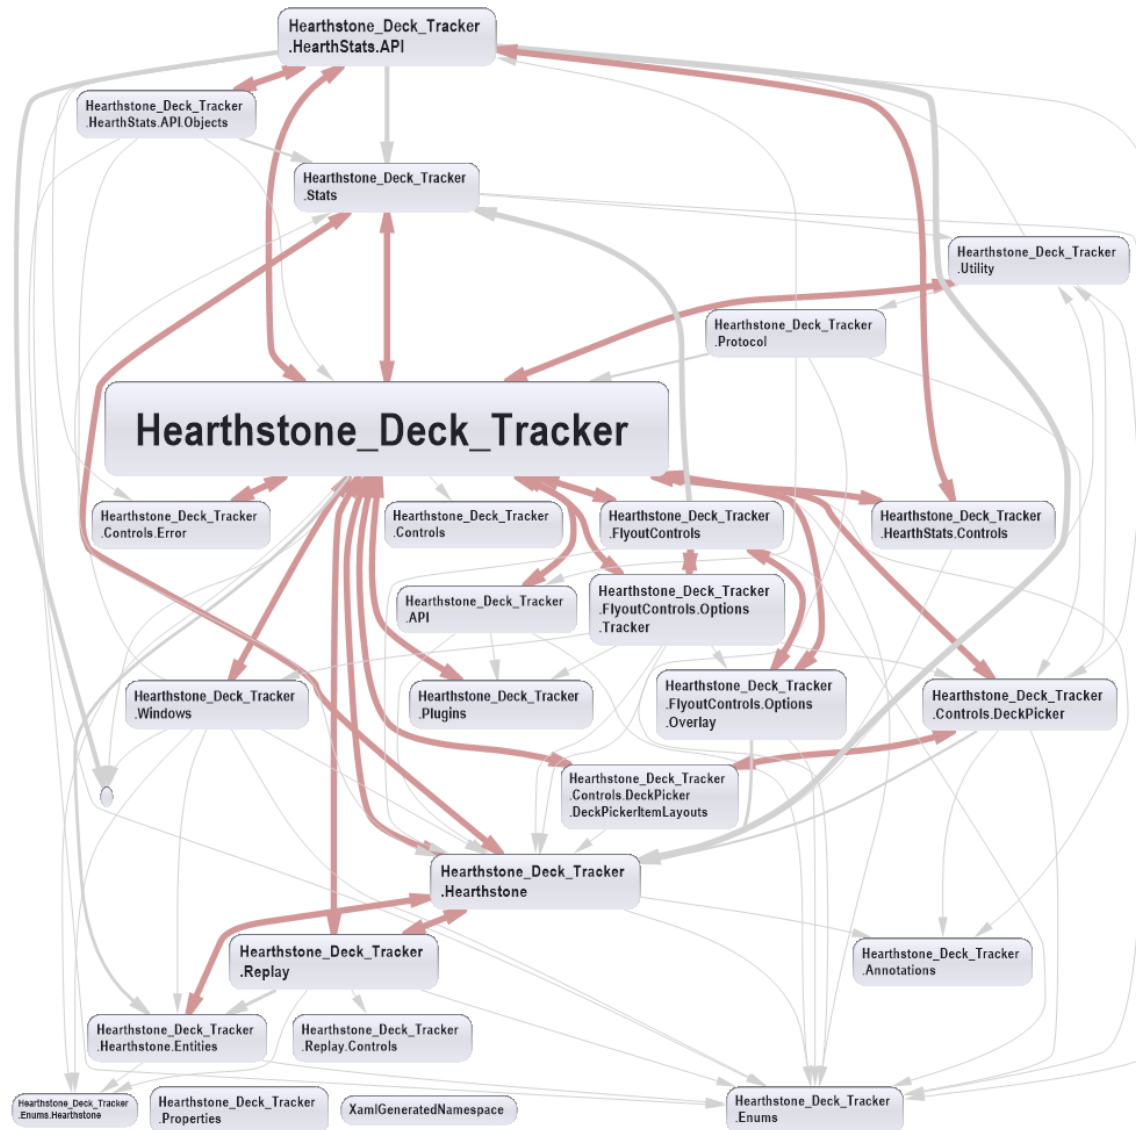 Hearthstone_Deck_Tracker
.HearthStats.API
Hearthstone_Deck_Tracker
.HearthStats.API.Objects
Hearthstone_Deck_Tracker
.Stats
Hearthstone_Deck_Tracker
.Utility
Hearthstone_Deck_Tracker
.Protocol
Hearthstone_Deck_Tracker
Hearthstone_Deck_Tracker
.Controls.Error
Hearthstone_Deck_Tracker
.Controls
Hearthstone_Deck_Tracker
.FlyoutControls
Hearthstone_Deck_Tracker
.HearthStats.Controls
Hearthstone_Deck_Tracker
.API
Hearthstone_Deck_Tracker
.FlyoutControls.Options
.Tracker
Hearthstone_Deck_Tracker
.Windows
Hearthstone_Deck_Tracker
.Plugins
Hearthstone_Deck_Tracker
.FlyoutControls.Options
.Overlay
Hearthstone_Deck_Tracker
.Controls.DeckPicker
Hearthstone_Deck_Tracker
.Controls.DeckPicker
.DeckPickerItemLayouts
Hearthstone_Deck_Tracker
.Hearthstone
Hearthstone_Deck_Tracker
.Replay
Hearthstone_Deck_Tracker
.Annotations
Hearthstone_Deck_Tracker
.Hearthstone.Entities
Hearthstone_Deck_Tracker
.Replay.Controls
Hearthstone_Deck_Tracker
.Enums.Hearthstone
Hearthstone_Deck_Tracker
.Properties
XamlGeneratedNamespace
Hearthstone_Deck_Tracker
.Enums